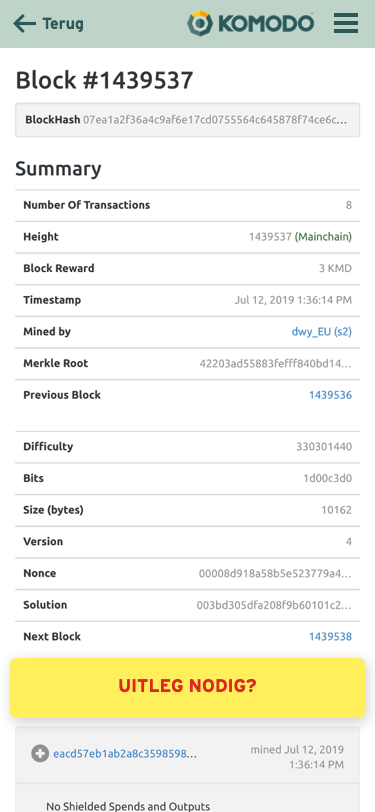 Terug
KOMODO
Block #1439537
BlockHash 07ea1a2f36a4c9af6e17cd0755564c645878f74ce6c...
Summary
Number Of Transactions 8
Height 1439537 (Mainchain)
Block Reward 3 KMD
Timestamp Jul 12, 2019 1:36:14 PM
Mined by dwy_EU (s2)
Merkle Root 42203ad55883fefff840bd14...
Previous Block 1439536
Difficulty 330301440
Bits 1d00c3d0
Size (bytes) 10162
Version 4
Nonce 00008d918a58b5e523779a4...
Solution 003bd305dfa208f9b60101c2...
Next Block 1439538
UITLEG NODIG?
eacd57eb1ab2a8c3598598... mined Jul 12, 2019
1:36:14 PM
No Shielded Spends and Outputs